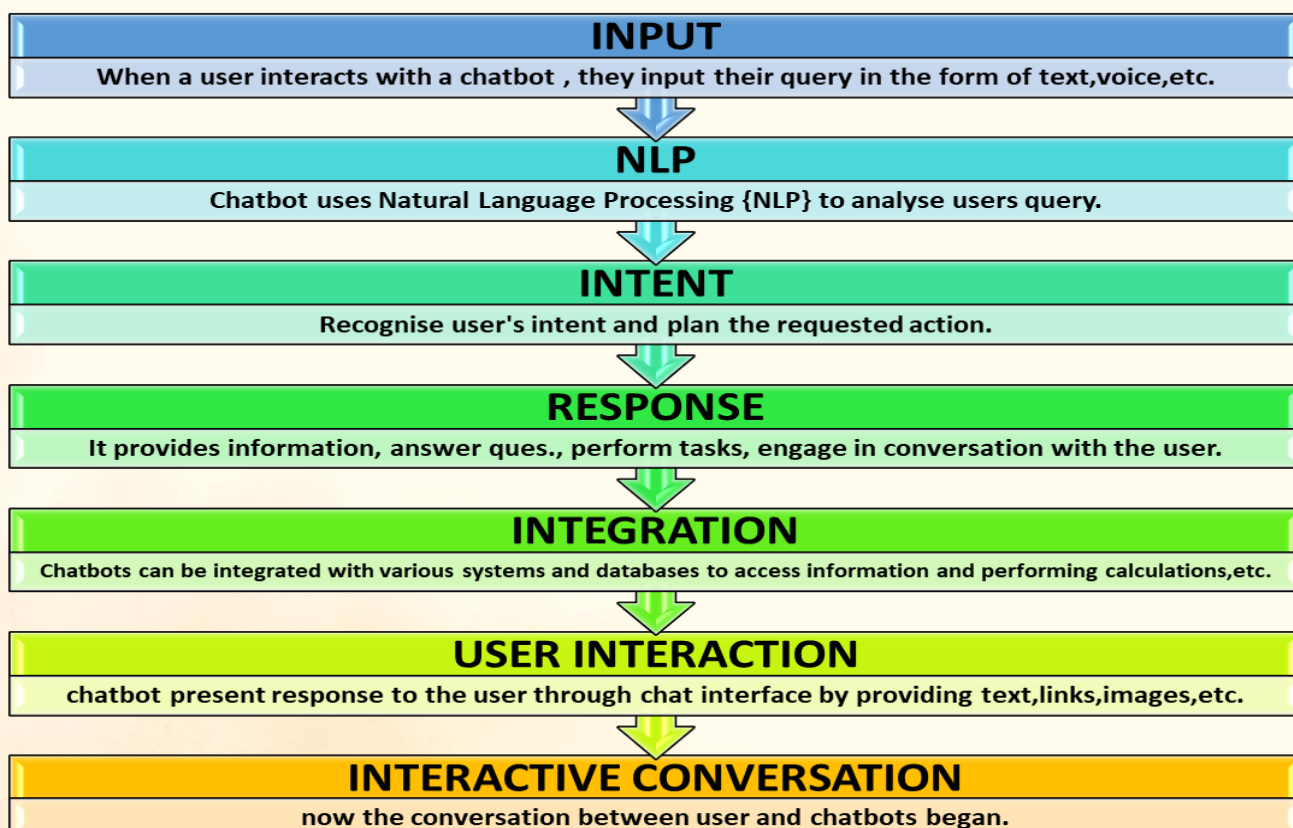 INPUT
When a user interacts with a chatbot , they input their query in the form of text,voice,etc.
NLP
Chatbot uses Natural Language Processing {NLP} to analyse users query.
INTENT
Recognise user's intent and plan the requested action.
RESPONSE
It provides information, answer ques., perform tasks, engage in conversation with the user.
INTEGRATION
Chatbots can be integrated with various systems and databases to access information and performing calculations,etc.
USER INTERACTION
chatbot present response to the user through chat interface by providing text,links,images,etc.
INTERACTIVE CONVERSATION
now the conversation between user and chatbots began.